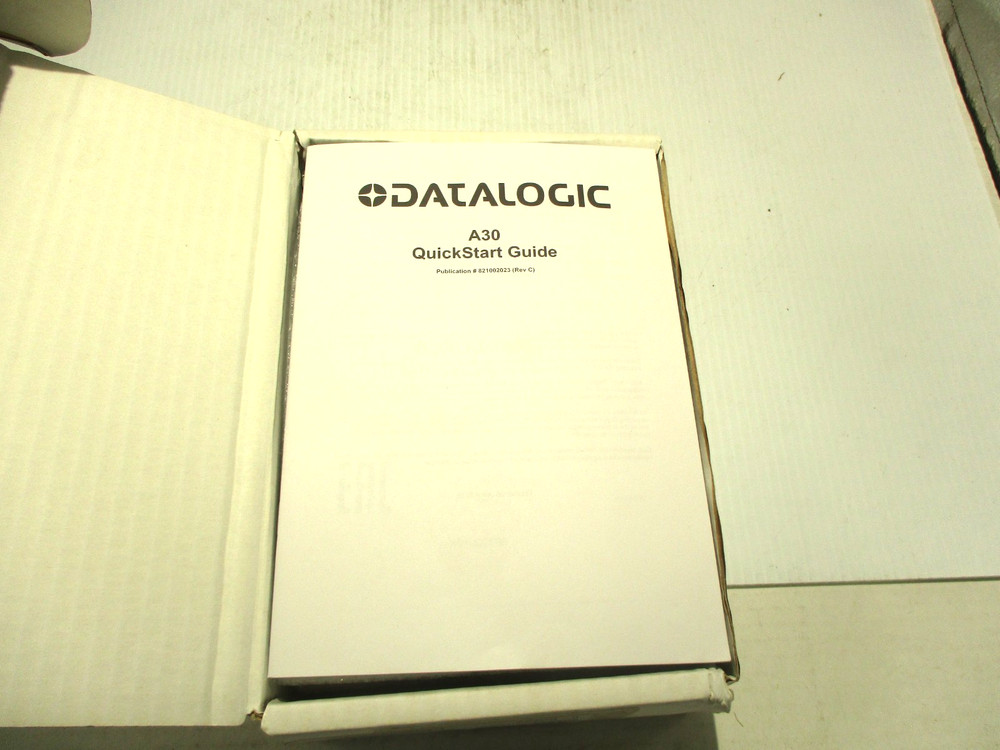 DATALOGIC
A30
QuickStart Guide
Publication # 821002023 (Rev C)